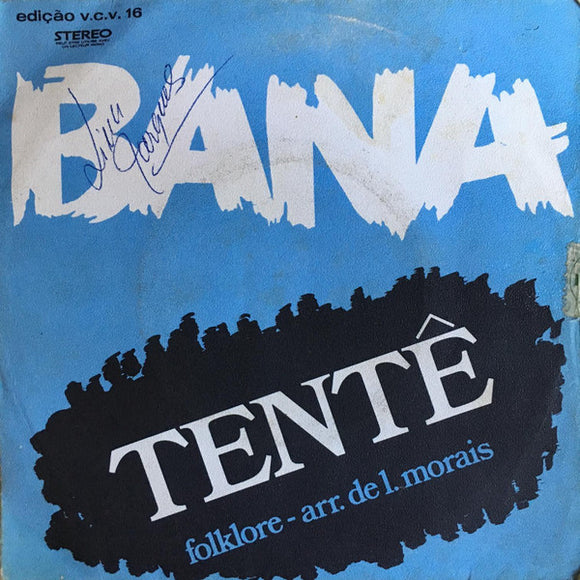 edição v.c.v. 16
STEREO
BANA
TENTÊ
folklore - arr. de l. morais